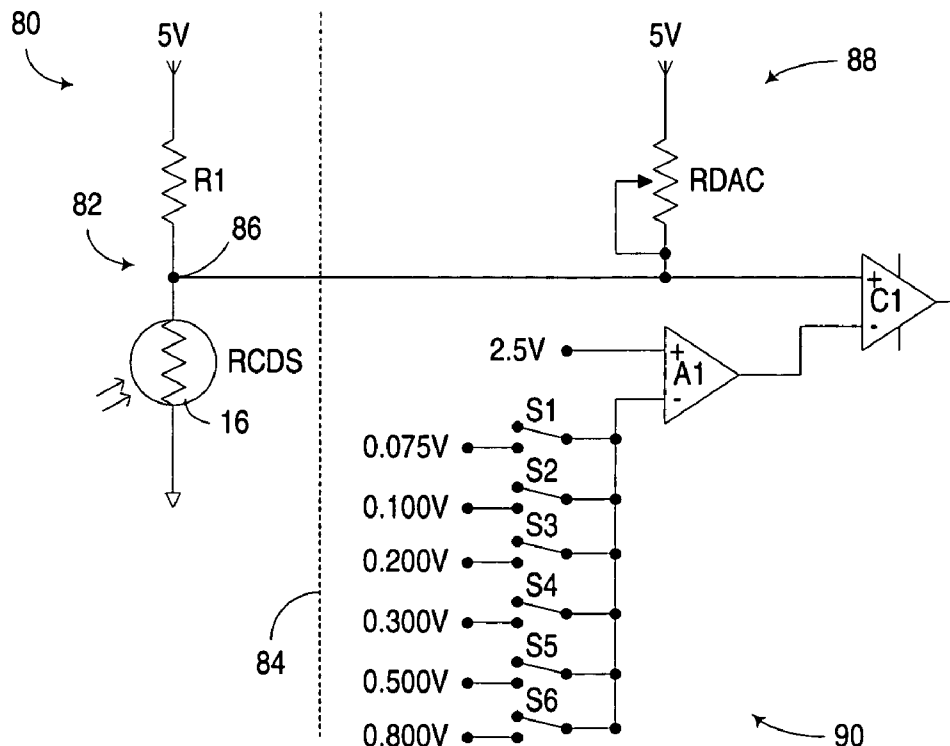 80
5V
5V
88
R1
RDAC
82
86
+
C1
-
RCDS
2.5V
+
A1
-
16
S1
0.075V
S2
0.100V
S3
0.200V
S4
0.300V
84
S5
0.500V
S6
0.800V
90